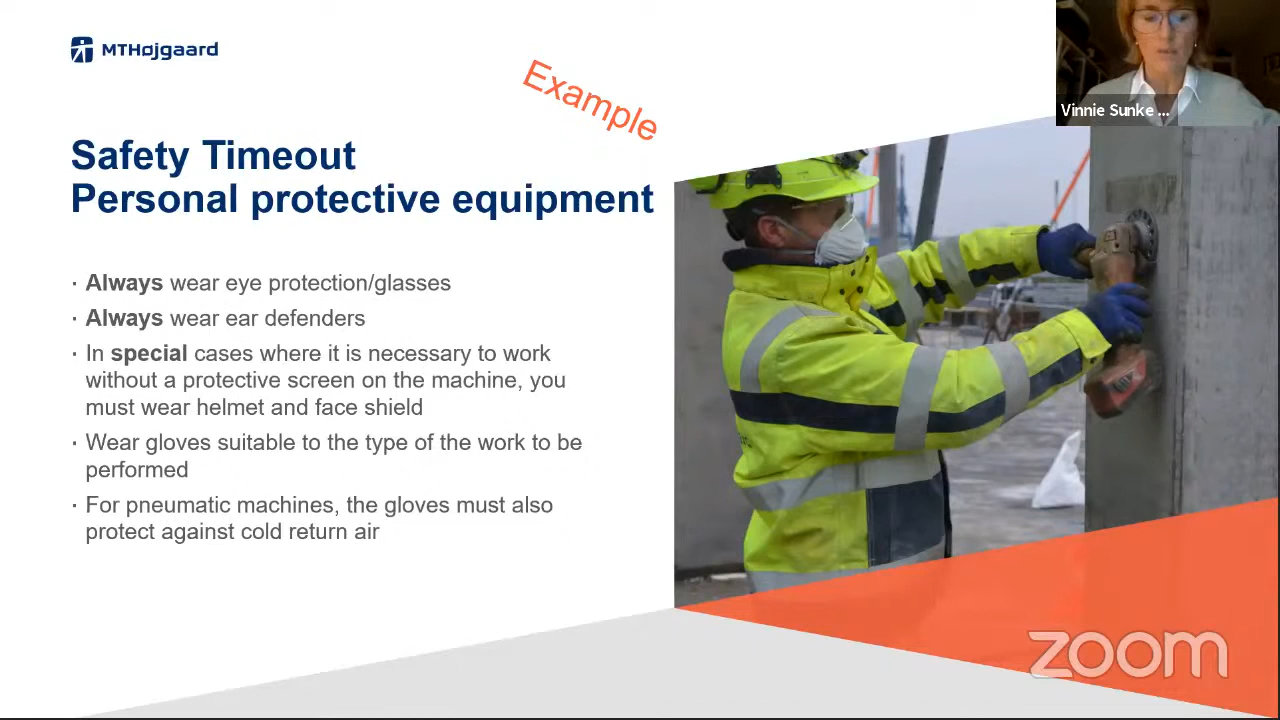 MTHøjgaard
Example
Vinnie Sunke ...
Safety Timeout
Personal protective equipment
· Always wear eye protection/glasses
· Always wear ear defenders
· In special cases where it is necessary to work
without a protective screen on the machine, you
must wear helmet and face shield
· Wear gloves suitable to the type of the work to be
performed
· For pneumatic machines, the gloves must also
protect against cold return air
zoom